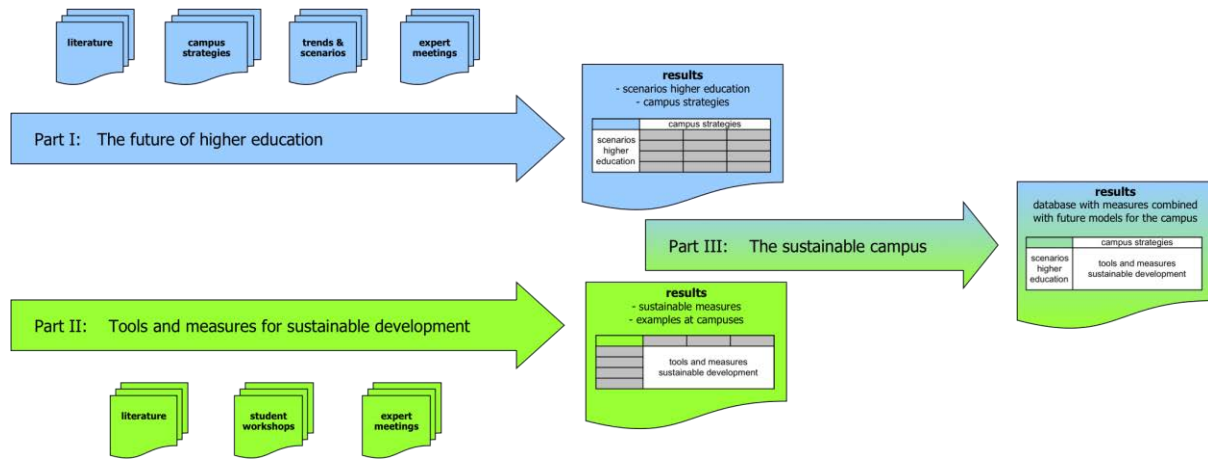 literature
campus
strategies
trends &
scenarios
expert
meetings
Part I: The future of higher education
results
- scenarios higher education
- campus strategies
campus strategies
scenarios
higher
education
Part III: The sustainable campus
results
database with measures combined
with future models for the campus
campus strategies
scenarios
higher
education
tools and measures
sustainable development
Part II: Tools and measures for sustainable development
results
- sustainable measures
- examples at campuses
tools and measures
sustainable development
literature
student
workshops
expert
meetings